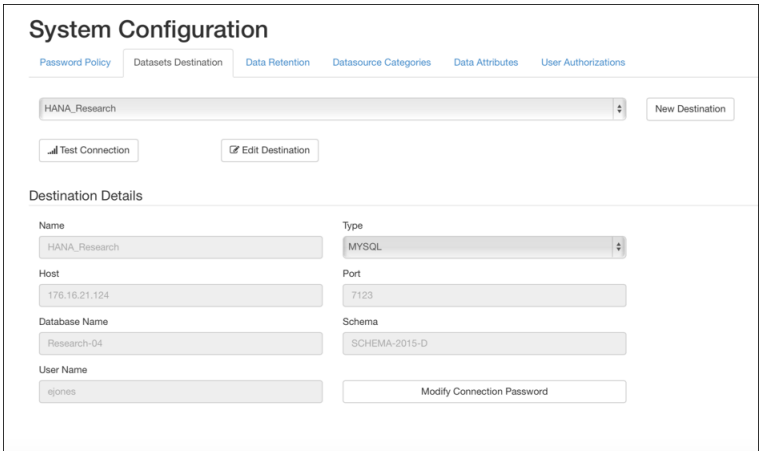 System Configuration
Password Policy Datasets Destination Data Retention Datasource Categories Data Attributes User Authorizations
HANA_Research New Destination
Test Connection Edit Destination
Destination Details
Name Type
HANA_Research MYSQL
Host Port
176.16.21.124 7123
Database Name Schema
Research-04 SCHEMA-2015-D
User Name
ejones Modify Connection Password